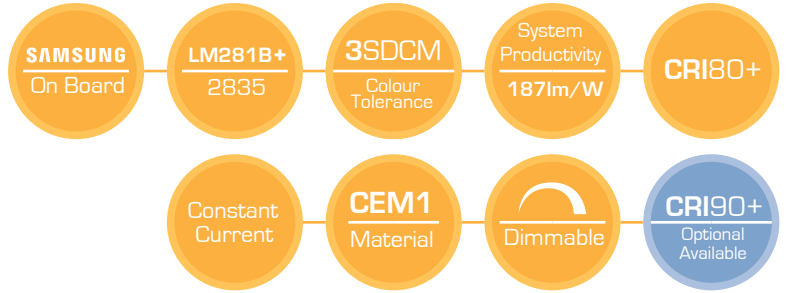 SAMSUNG
On Board
LM281B+
2835
3SDCM
Colour
Tolerance
System
Productivity
187lm/W
CRI80+
Constant
Current
CEM1
Material
Dimmable
CRI90+
Optional
Available